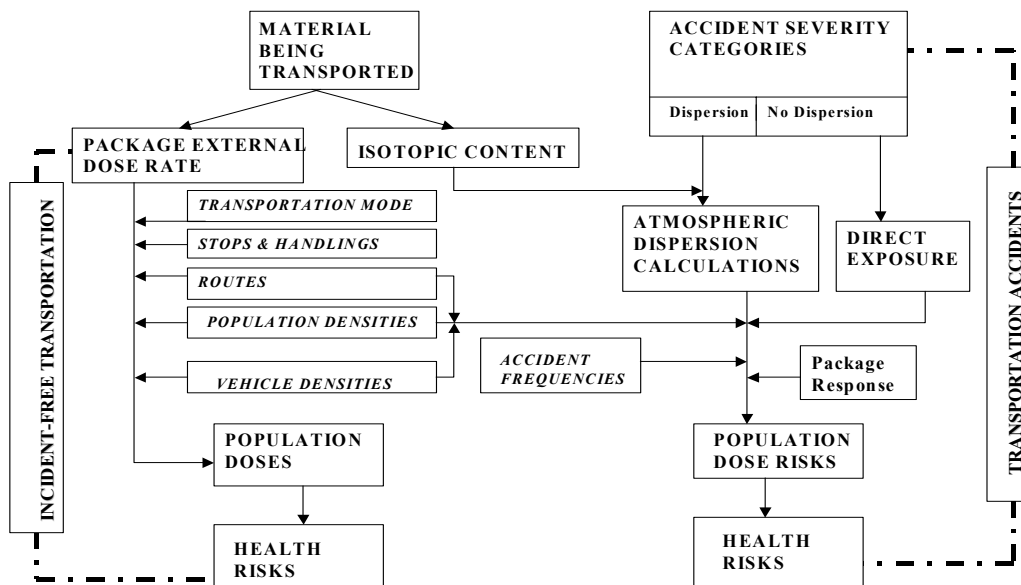 MATERIAL
BEING
TRANSPORTED
ACCIDENT SEVERITY
CATEGORIES
Dispersion
No Dispersion
PACKAGE EXTERNAL
DOSE RATE
ISOTOPIC CONTENT
INCIDENT-FREE TRANSPORTATION
TRANSPORTATION MODE
STOPS & HANDLINGS
ROUTES
POPULATION DENSITIES
VEHICLE DENSITIES
ATMOSPHERIC
DISPERSION
CALCULATIONS
DIRECT
EXPOSURE
TRANSPORTATION ACCIDENTS
ACCIDENT
FREQUENCIES
Package
Response
POPULATION
DOSES
POPULATION
DOSE RISKS
HEALTH
RISKS
HEALTH
RISKS